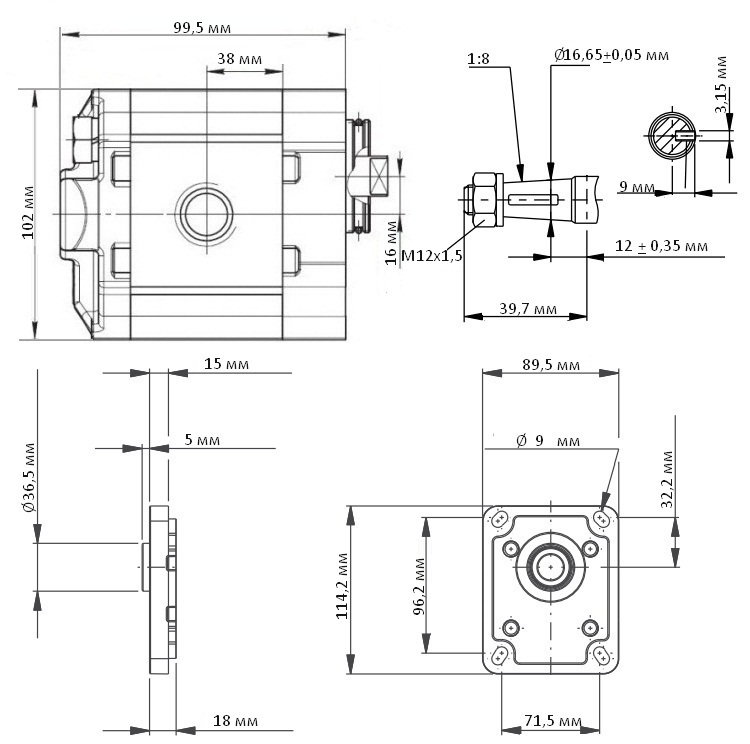 99,5 мм
38 мм
102 мм
16 мм
1:8
Ø16,65±0,05 мм
3,15 мм
9 мм
M12x1,5
12 ± 0,35 мм
39,7 мм
15 мм
5 мм
Ø36,5 мм
18 мм
89,5 мм
Ø 9 мм
32,2 мм
114,2 мм
96,2 мм
71,5 мм